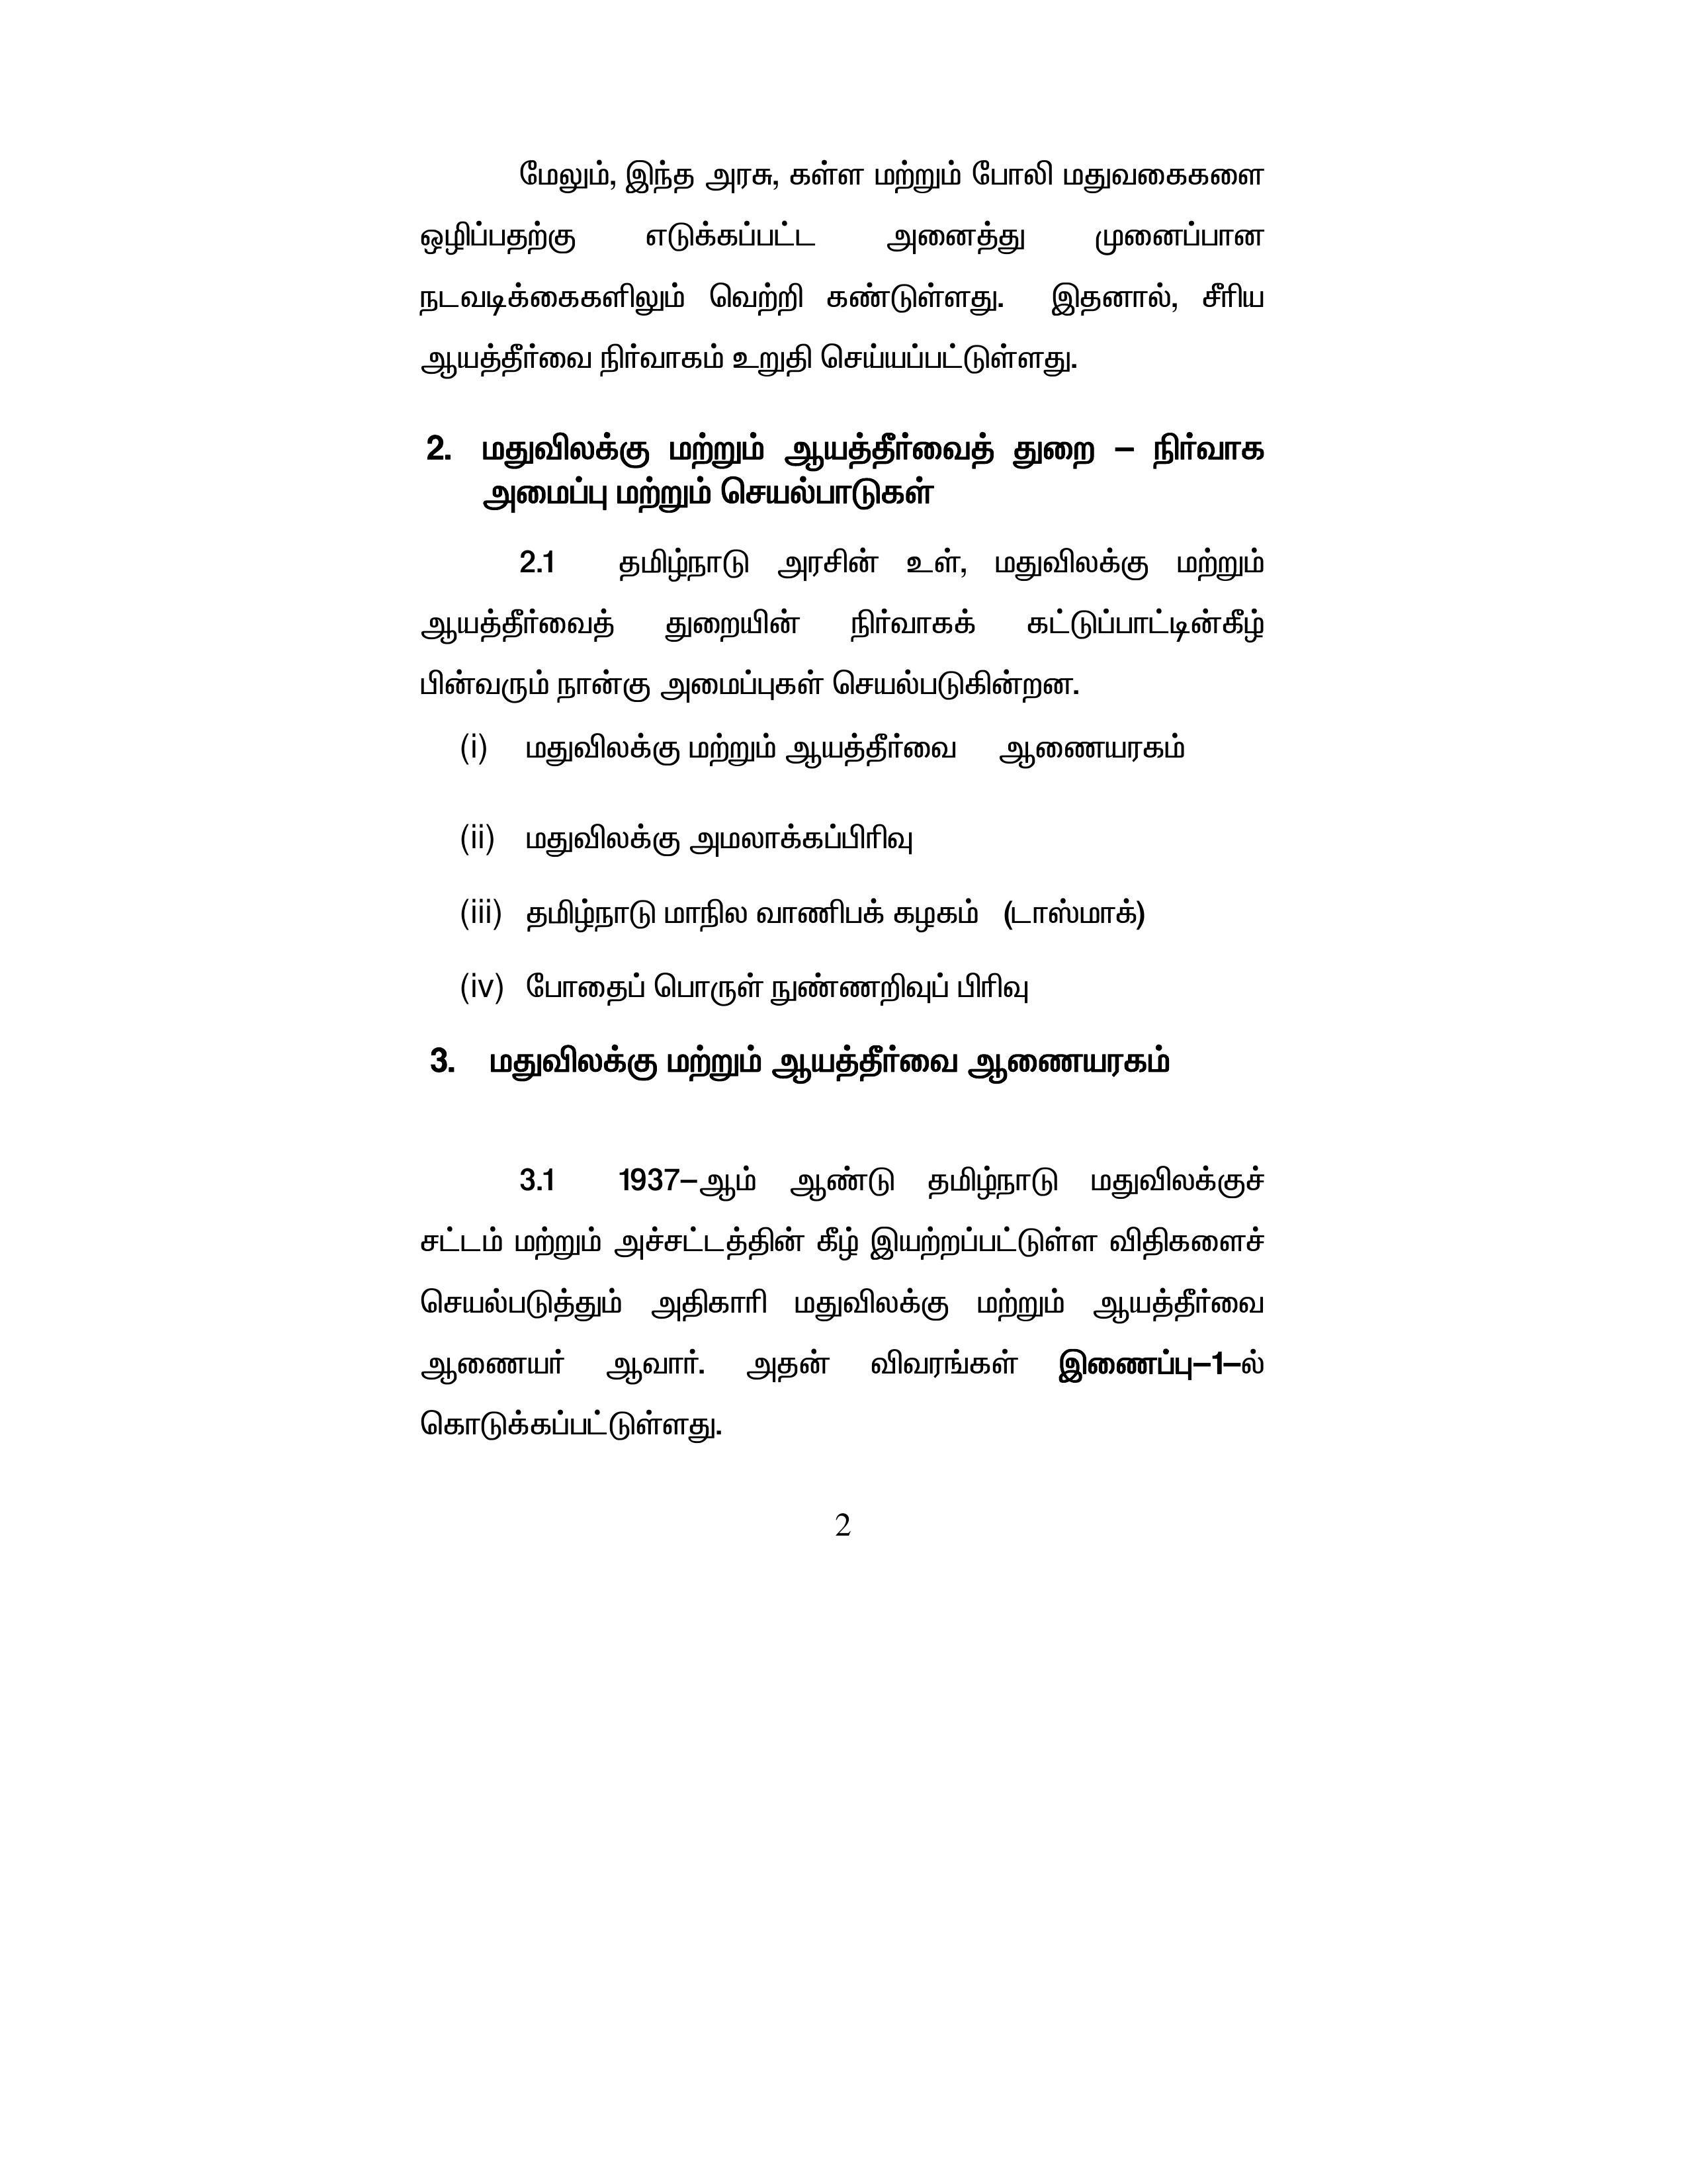 மேலும், இந்த அரசு, கள்ள மற்றும் போலி மதுவகைகளை
ஒழிப்பதற்கு எடுக்கப்பட்ட அனைத்து முனைப்பான
நடவடிக்கைகளிலும் வெற்றி கண்டுள்ளது. இதனால், சீரிய
ஆயத்தீர்வை நிர்வாகம் உறுதி செய்யப்பட்டுள்ளது.
2. மதுவிலக்கு மற்றும் ஆயத்தீர்வைத் துறை – நிர்வாக
அமைப்பு மற்றும் செயல்பாடுகள்
2.1 தமிழ்நாடு அரசின் உள், மதுவிலக்கு மற்றும்
ஆயத்தீர்வைத் துறையின் நிர்வாகக் கட்டுப்பாட்டின்கீழ்
பின்வரும் நான்கு அமைப்புகள் செயல்படுகின்றன.
(i) மதுவிலக்கு மற்றும் ஆயத்தீர்வை ஆணையரகம்
(ii) மதுவிலக்கு அமலாக்கப்பிரிவு
(iii) தமிழ்நாடு மாநில வாணிபக் கழகம் (டாஸ்மாக்)
(iv) போதைப் பொருள் நுண்ணறிவுப் பிரிவு
3. மதுவிலக்கு மற்றும் ஆயத்தீர்வை ஆணையரகம்
3.1 1937–ஆம் ஆண்டு தமிழ்நாடு மதுவிலக்குச்
சட்டம் மற்றும் அச்சட்டத்தின் கீழ் இயற்றப்பட்டுள்ள விதிகளைச்
செயல்படுத்தும் அதிகாரி மதுவிலக்கு மற்றும் ஆயத்தீர்வை
ஆணையர் ஆவார். அதன் விவரங்கள் இணைப்பு–1–ல்
கொடுக்கப்பட்டுள்ளது.
2